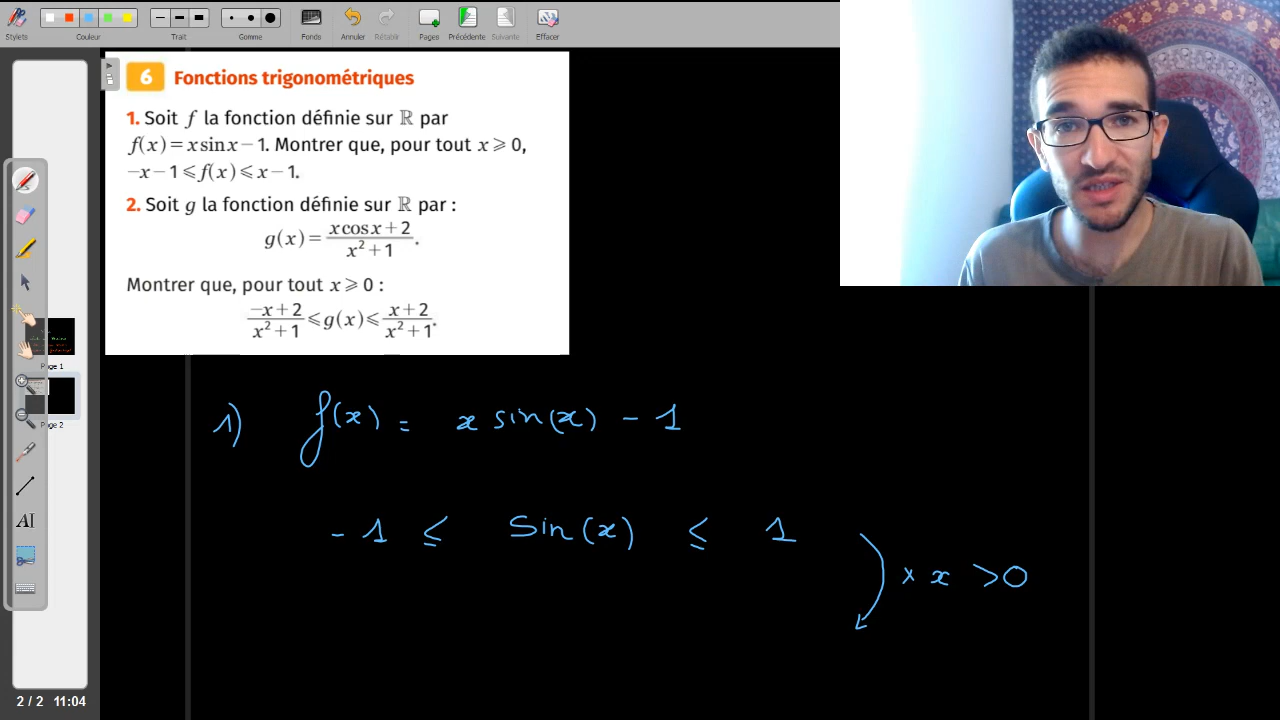 Stylets
Couleur
Trait
Gomme
Fonds
Annuler
Rétablir
Pages
Précédente
Suivante
Effacer
6 Fonctions trigonométriques
1. Soit f la fonction définie sur ℝ par
f(x)=x sin x−1. Montrer que, pour tout x⩾0,
−x−1⩽f(x)⩽x−1.
2. Soit g la fonction définie sur ℝ par :
g(x)=(x cos x+2)/(x²+1).
Montrer que, pour tout x⩾0 :
(−x+2)/(x²+1)⩽g(x)⩽(x+2)/(x²+1).
Page 1
Page 2
AI
1) f(x) = x sin(x) − 1
−1 ≤ Sin(x) ≤ 1
× x >0
2 / 2 11:04